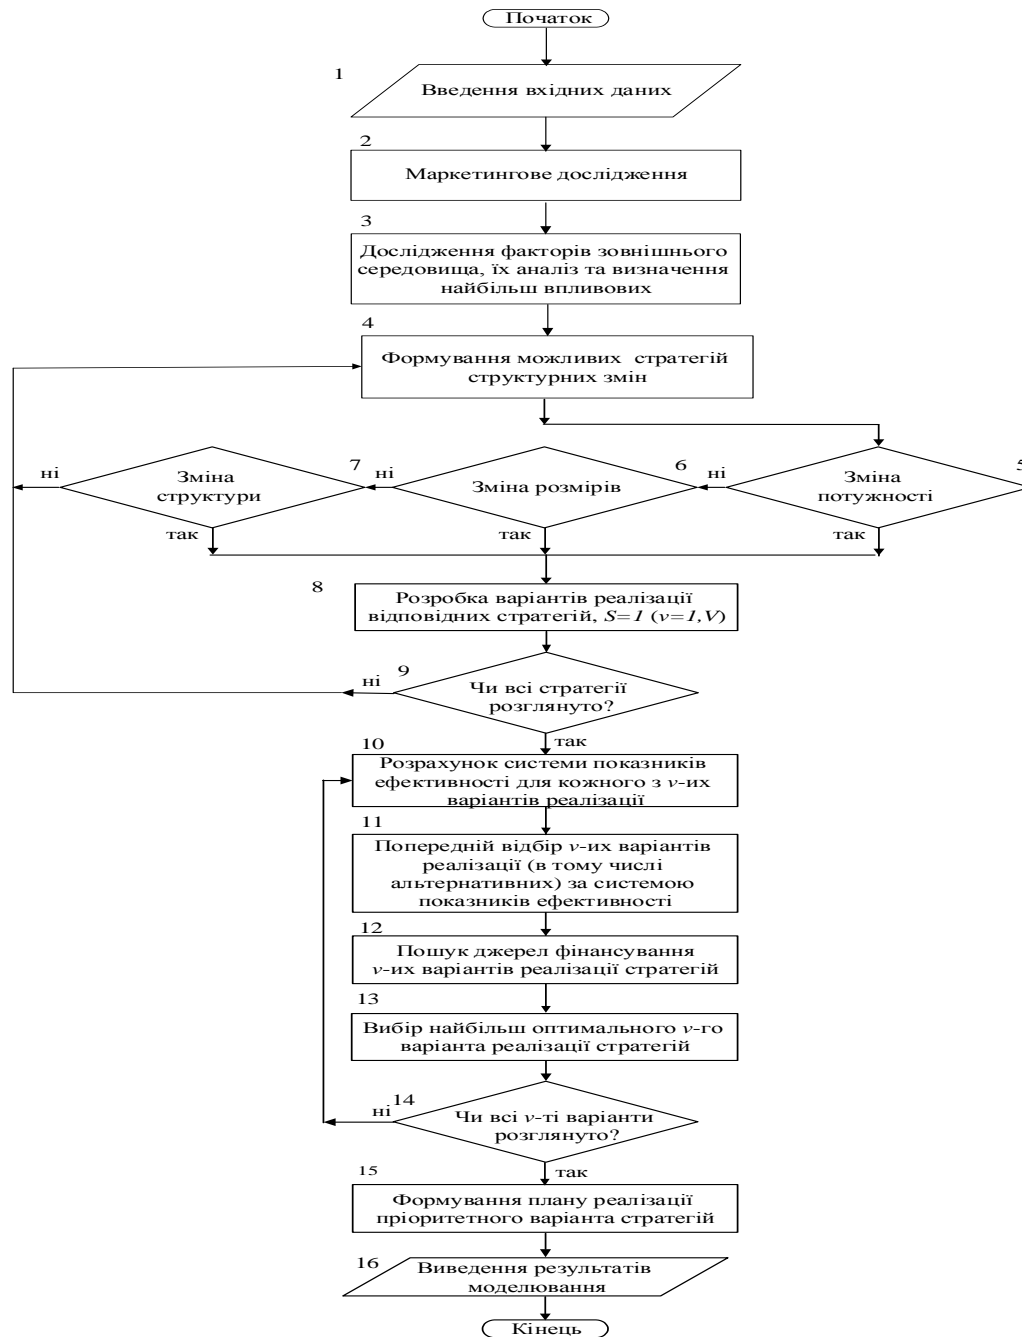 Початок
1
Введення вхідних даних
2
Маркетингове дослідження
3
Дослідження факторів зовнішнього
середовища, їх аналіз та визначення
найбільш впливових
4
Формування можливих стратегій
структурних змін
ні
Зміна
структури
7
ні
Зміна розмірів
6
ні
Зміна
потужності
5
так
так
так
8
Розробка варіантів реалізації
відповідних стратегій, S=1 (v=1,V)
9
ні
Чи всі стратегії
розглянуто?
так
10
Розрахунок системи показників
ефективності для кожного з v-их
варіантів реалізації
11
Попередній відбір v-их варіантів
реалізації (в тому числі
альтернативних) за системою
показників ефективності
12
Пошук джерел фінансування
v-их варіантів реалізації стратегій
13
Вибір найбільш оптимального v-го
варіанта реалізації стратегій
14
ні
Чи всі v-ті варіанти
розглянуто?
так
15
Формування плану реалізації
пріоритетного варіанта стратегій
16
Виведення результатів
моделювання
Кінець